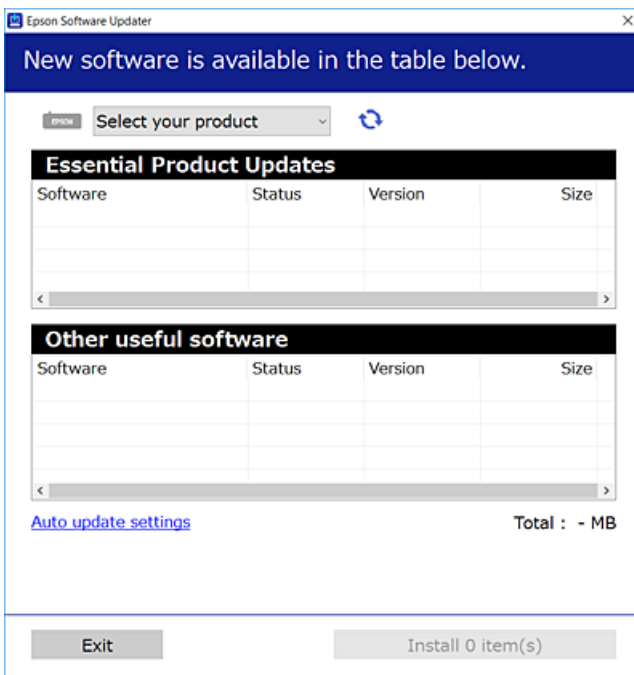 Epson Software Updater
New software is available in the table below.
EPSON Select your product
Essential Product Updates
Software Status Version Size
Other useful software
Software Status Version Size
Auto update settings Total : - MB
Exit Install 0 item(s)